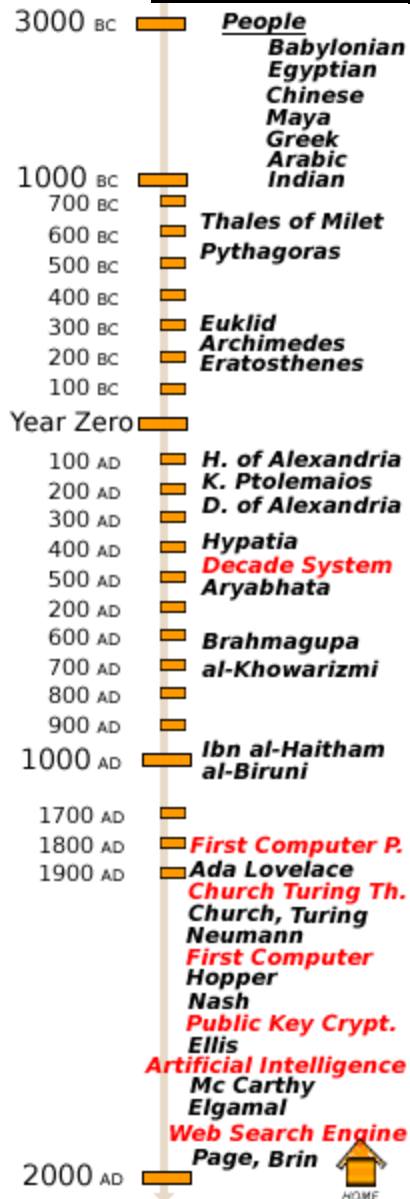 3000 BC
People
Babylonian
Egyptian
Chinese
Maya
Greek
Arabic
1000 BC
Indian
700 BC
Thales of Milet
600 BC
Pythagoras
500 BC
400 BC
300 BC
Euklid
Archimedes
200 BC
Eratosthenes
100 BC
Year Zero
100 AD
H. of Alexandria
K. Ptolemaios
200 AD
D. of Alexandria
300 AD
Hypatia
400 AD
Decade System
500 AD
Aryabhata
200 AD
600 AD
Brahmagupa
700 AD
al-Khowarizmi
800 AD
900 AD
Ibn al-Haitham
1000 AD
al-Biruni
1700 AD
1800 AD
First Computer P.
1900 AD
Ada Lovelace
Church Turing Th.
Church, Turing
Neumann
First Computer
Hopper
Nash
Public Key Crypt.
Ellis
Artificial Intelligence
Mc Carthy
Elgamal
Web Search Engine
Page, Brin
2000 AD
HOME